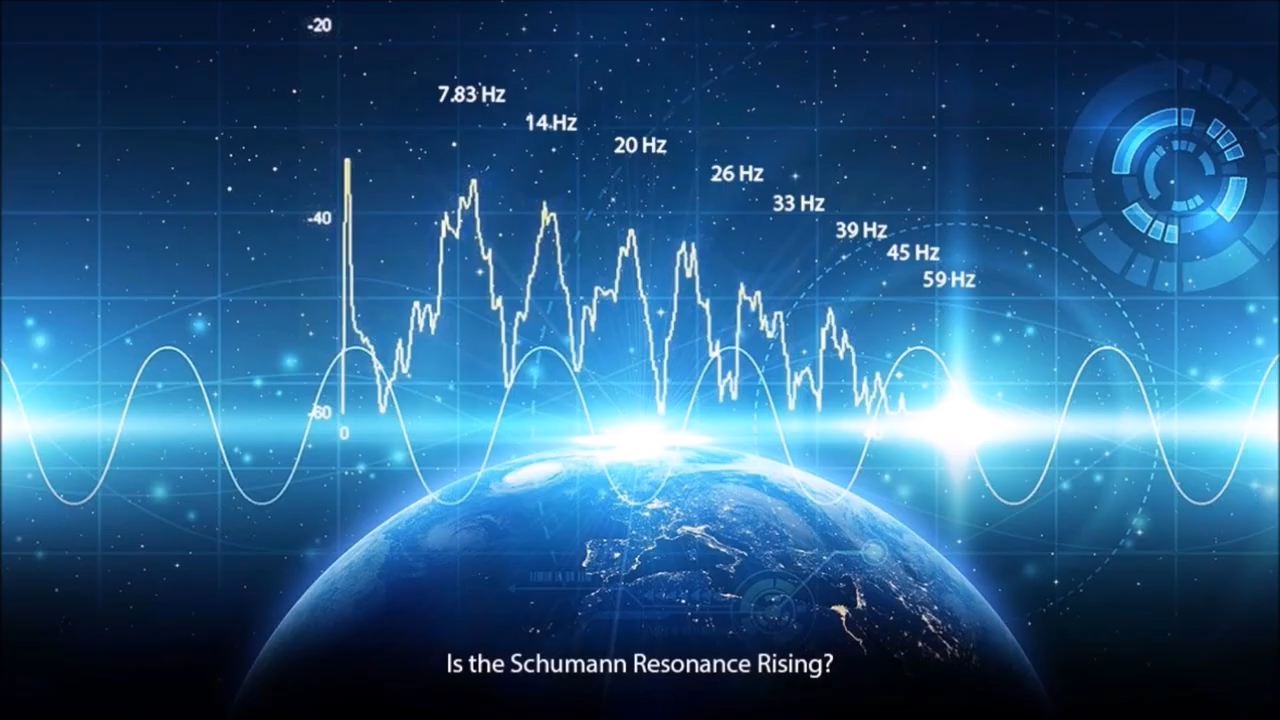 -20
7.83 Hz
14 Hz
20 Hz
26 Hz
33 Hz
-40
39 Hz
45 Hz
59 Hz
-60
0
Is the Schumann Resonance Rising?